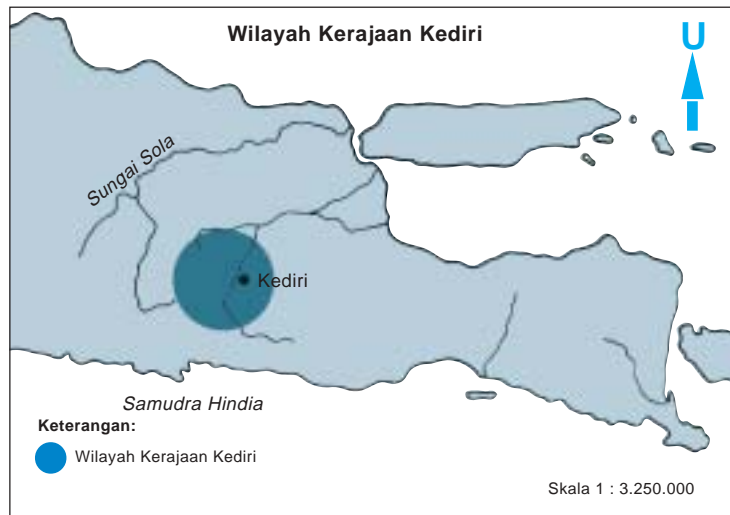 Wilayah Kerajaan Kediri
U
Sungai Sola
Kediri
Samudra Hindia
Keterangan:
Wilayah Kerajaan Kediri
Skala 1 : 3.250.000